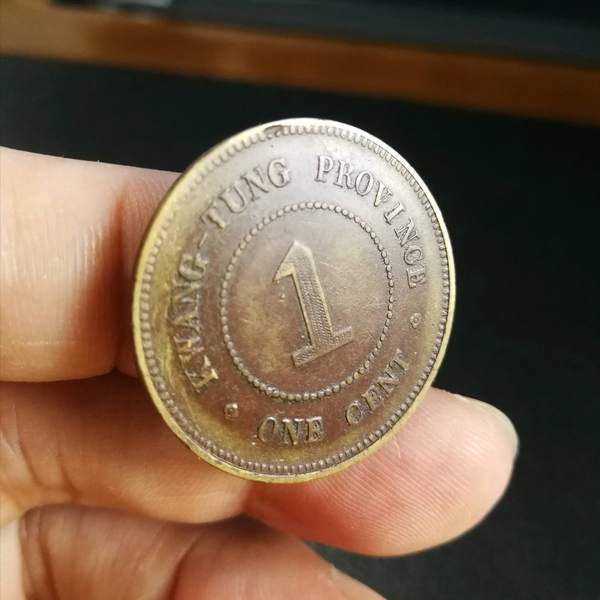 KWANG-TUNG PROVINCE
1
ONE CENT